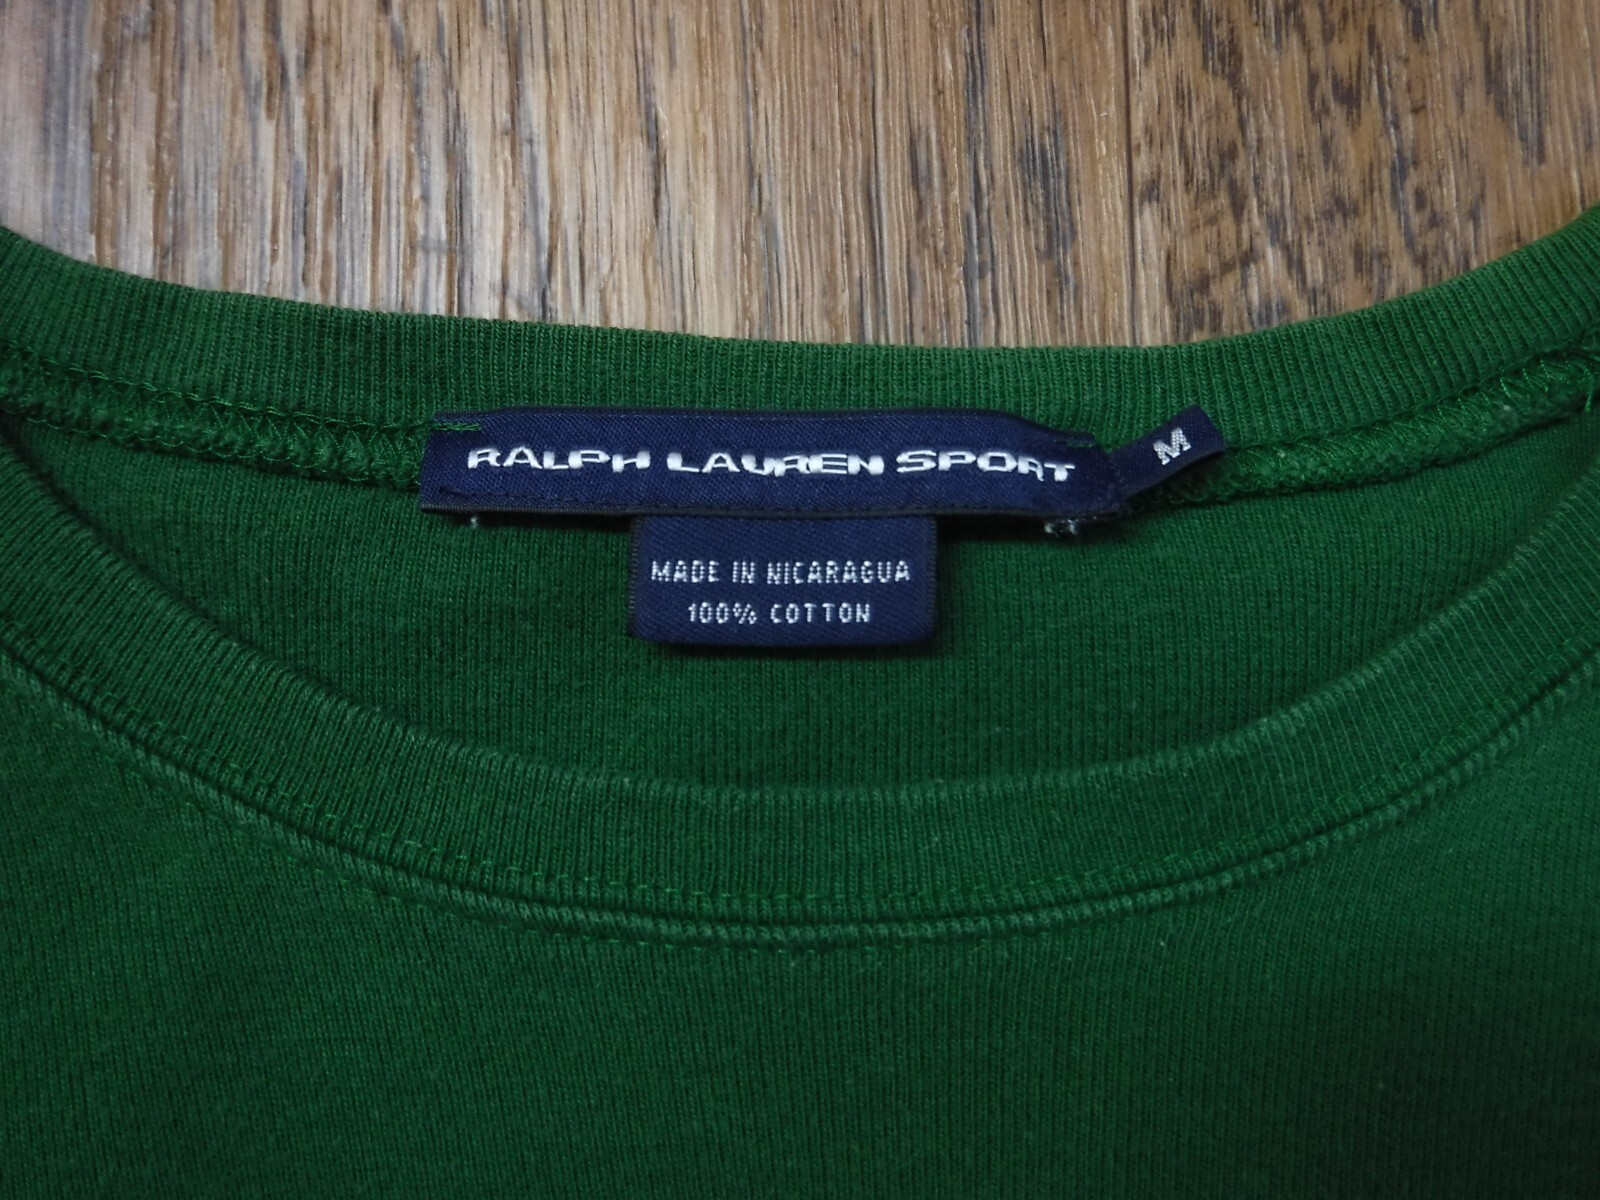 RALPH LAUREN SPORT
M
MADE IN NICARAGUA
100% COTTON